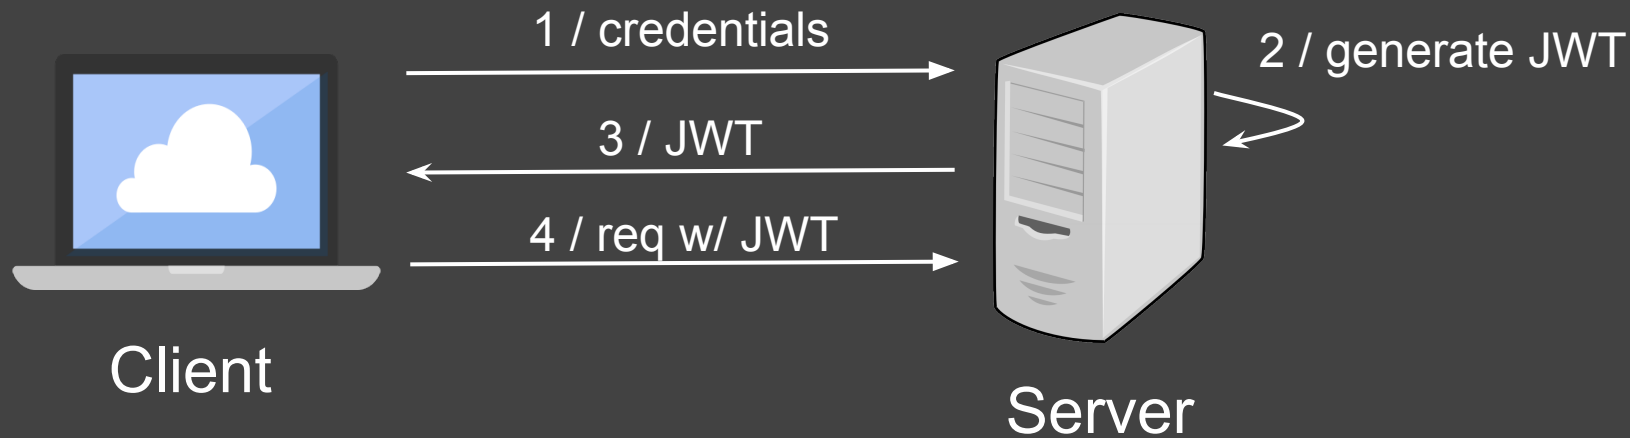 1 / credentials
2 / generate JWT
3 / JWT
4 / req w/ JWT
Client
Server